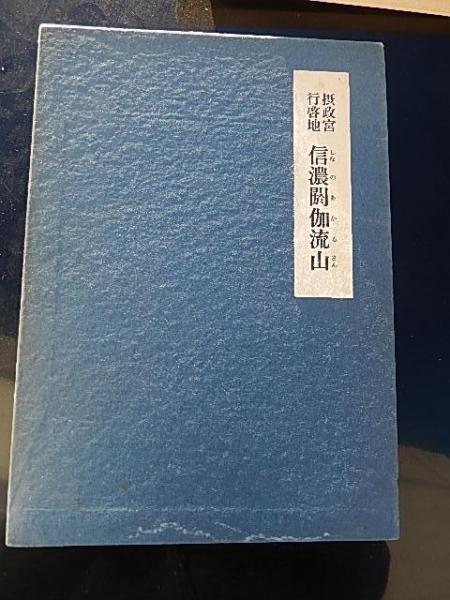 摂政宮
行啓地
信濃閼伽流山
しなのあかるさん